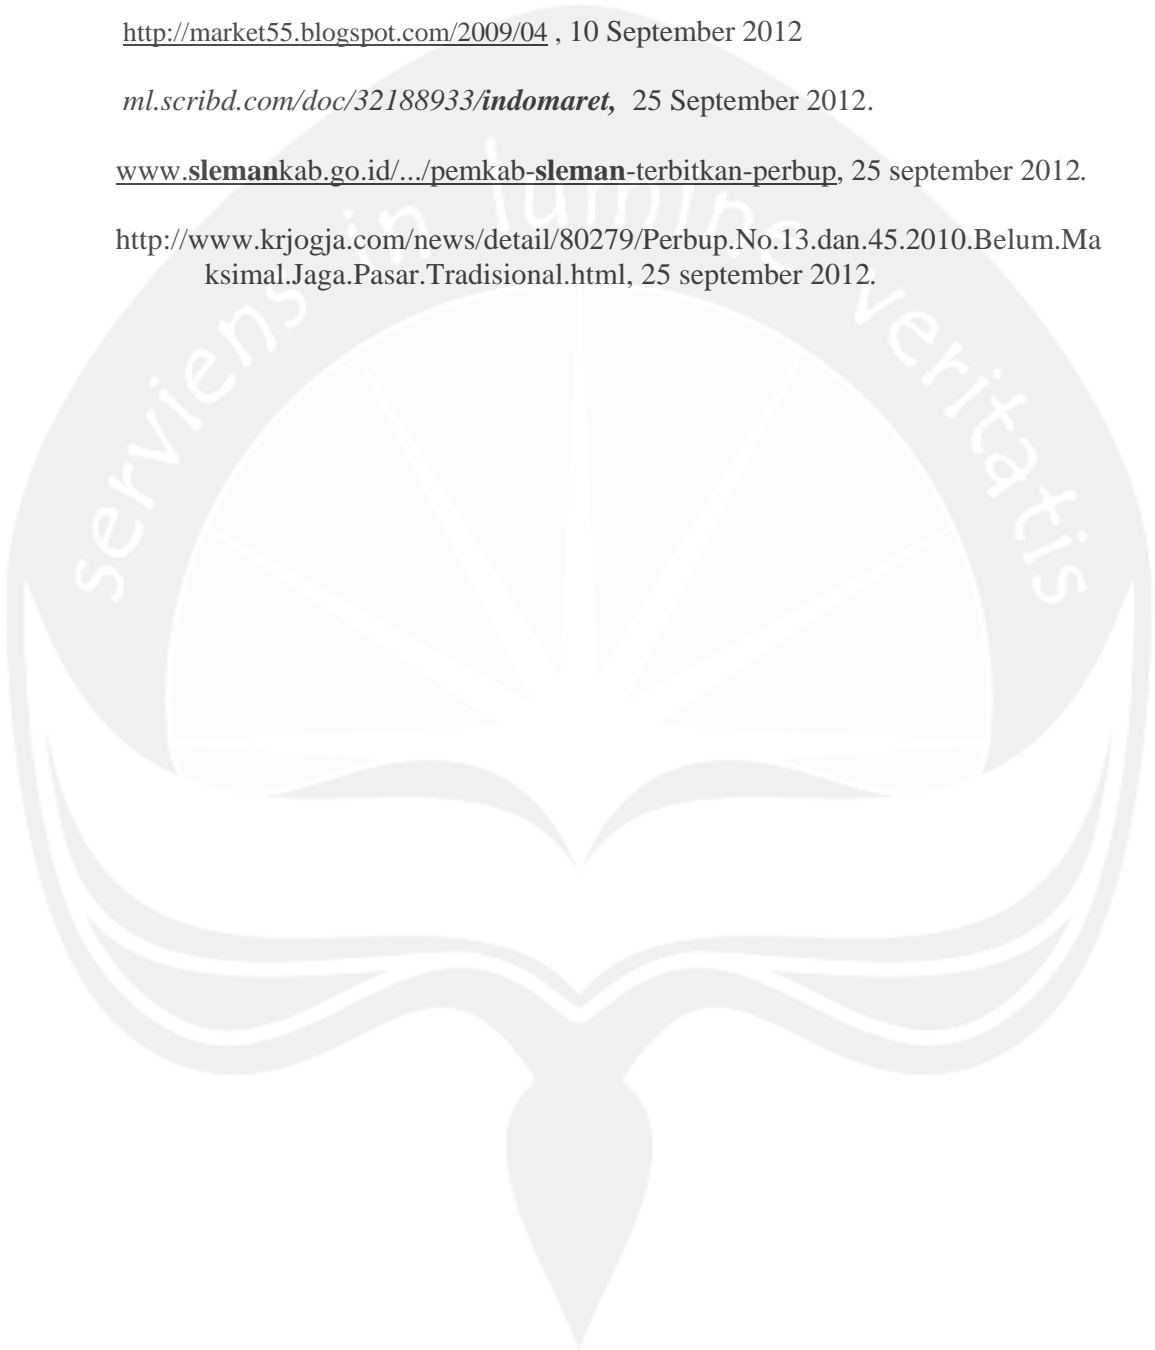 http://market55.blogspot.com/2009/04 , 10 September 2012
ml.scribd.com/doc/32188933/indomaret, 25 September 2012.
www.slemankab.go.id/.../pemkab-sleman-terbitkan-perbup, 25 september 2012.
http://www.krjogja.com/news/detail/80279/Perbup.No.13.dan.45.2010.Belum.Ma
ksimal.Jaga.Pasar.Tradisional.html, 25 september 2012.
serviens in lumine veritatis